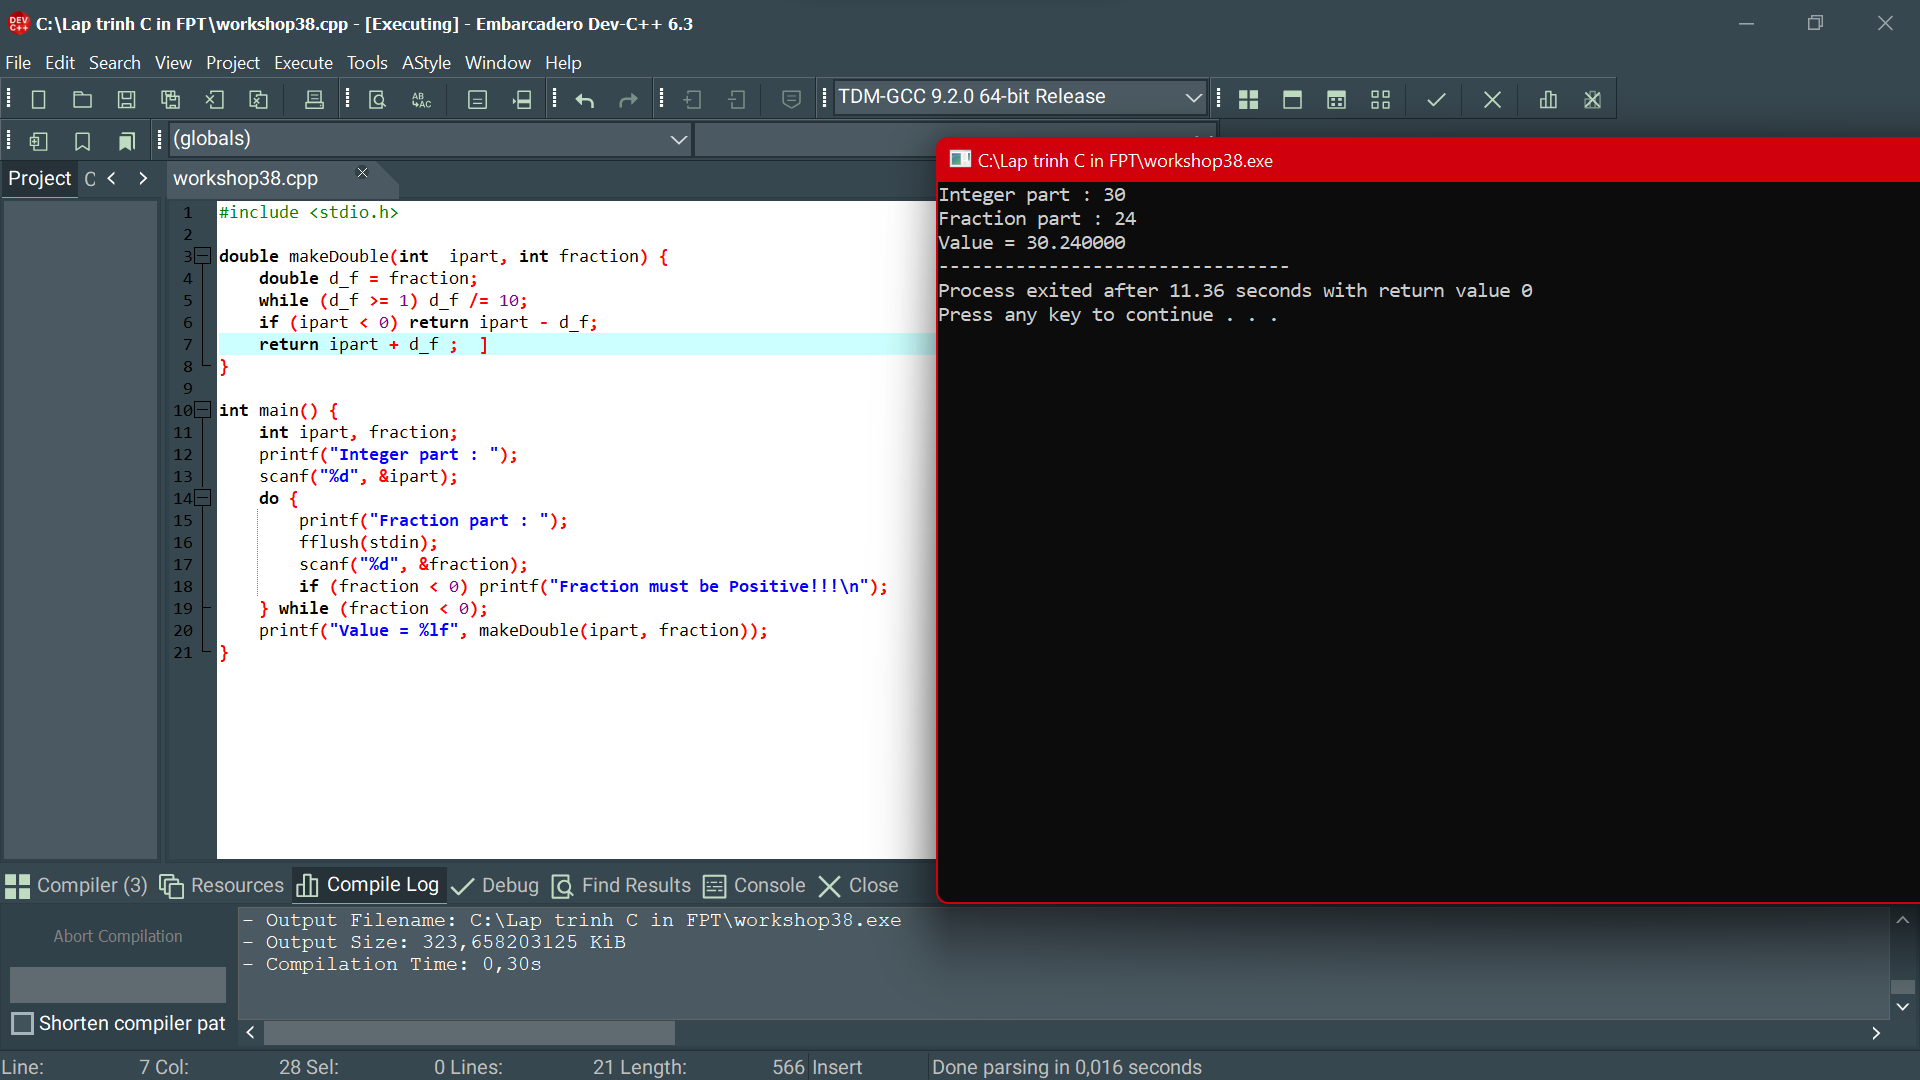 C:\Lap trinh C in FPT\workshop38.cpp - [Executing] - Embarcadero Dev-C++ 6.3
File Edit Search View Project Execute Tools AStyle Window Help
TDM-GCC 9.2.0 64-bit Release
(globals)
Project C workshop38.cpp
1 #include <stdio.h>
2
3 double makeDouble(int  ipart, int fraction) {
4     double d_f = fraction;
5     while (d_f >= 1) d_f /= 10;
6     if (ipart < 0) return ipart - d_f;
7     return ipart + d_f ;  ]
8 }
9
10 int main() {
11     int ipart, fraction;
12     printf("Integer part : ");
13     scanf("%d", &ipart);
14     do {
15         printf("Fraction part : ");
16         fflush(stdin);
17         scanf("%d", &fraction);
18         if (fraction < 0) printf("Fraction must be Positive!!!\n");
19     } while (fraction < 0);
20     printf("Value = %lf", makeDouble(ipart, fraction));
21 }
C:\Lap trinh C in FPT\workshop38.exe
Integer part : 30
Fraction part : 24
Value = 30.240000
--------------------------------
Process exited after 11.36 seconds with return value 0
Press any key to continue . . .
Compiler (3) Resources Compile Log Debug Find Results Console Close
Abort Compilation
Shorten compiler pat
- Output Filename: C:\Lap trinh C in FPT\workshop38.exe
- Output Size: 323,658203125 KiB
- Compilation Time: 0,30s
Line: 7 Col: 28 Sel: 0 Lines: 21 Length: 566 Insert Done parsing in 0,016 seconds